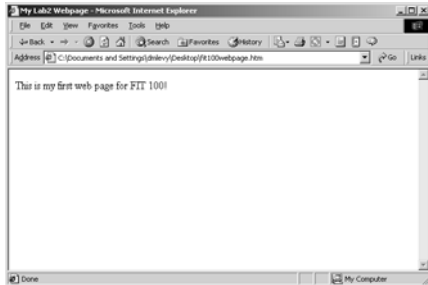 My Lab2 Webpage - Microsoft Internet Explorer
File Edit View Favorites Tools Help
Back Search Favorites History
Address C:\Documents and Settings\dmlevy\Desktop\fit100webpage.htm Go Links
This is my first web page for FIT 100!
Done My Computer